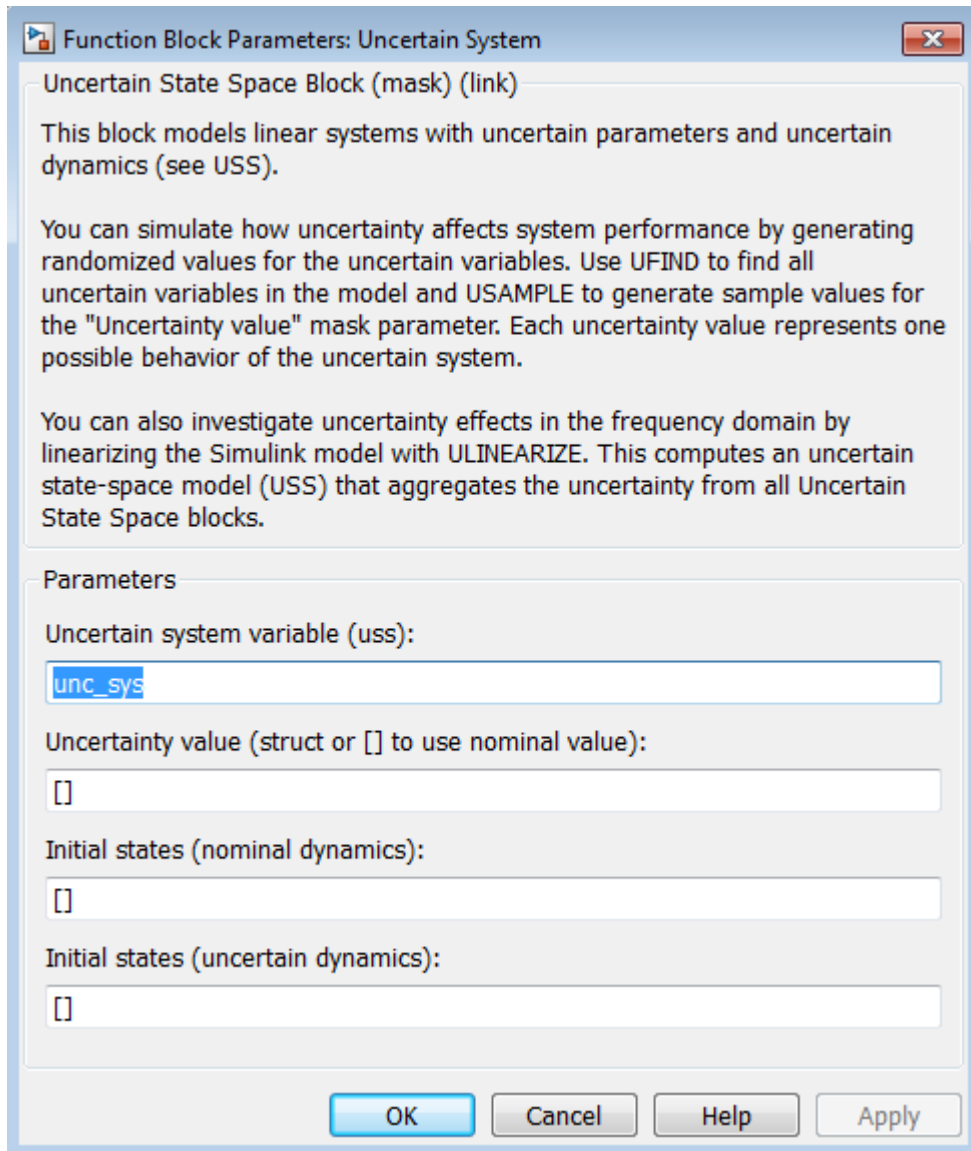 Function Block Parameters: Uncertain System
Uncertain State Space Block (mask) (link)
This block models linear systems with uncertain parameters and uncertain
dynamics (see USS).
You can simulate how uncertainty affects system performance by generating
randomized values for the uncertain variables. Use UFIND to find all
uncertain variables in the model and USAMPLE to generate sample values for
the "Uncertainty value" mask parameter. Each uncertainty value represents one
possible behavior of the uncertain system.
You can also investigate uncertainty effects in the frequency domain by
linearizing the Simulink model with ULINEARIZE. This computes an uncertain
state-space model (USS) that aggregates the uncertainty from all Uncertain
State Space blocks.
Parameters
Uncertain system variable (uss):
unc_sys
Uncertainty value (struct or [] to use nominal value):
[]
Initial states (nominal dynamics):
[]
Initial states (uncertain dynamics):
[]
OK Cancel Help Apply